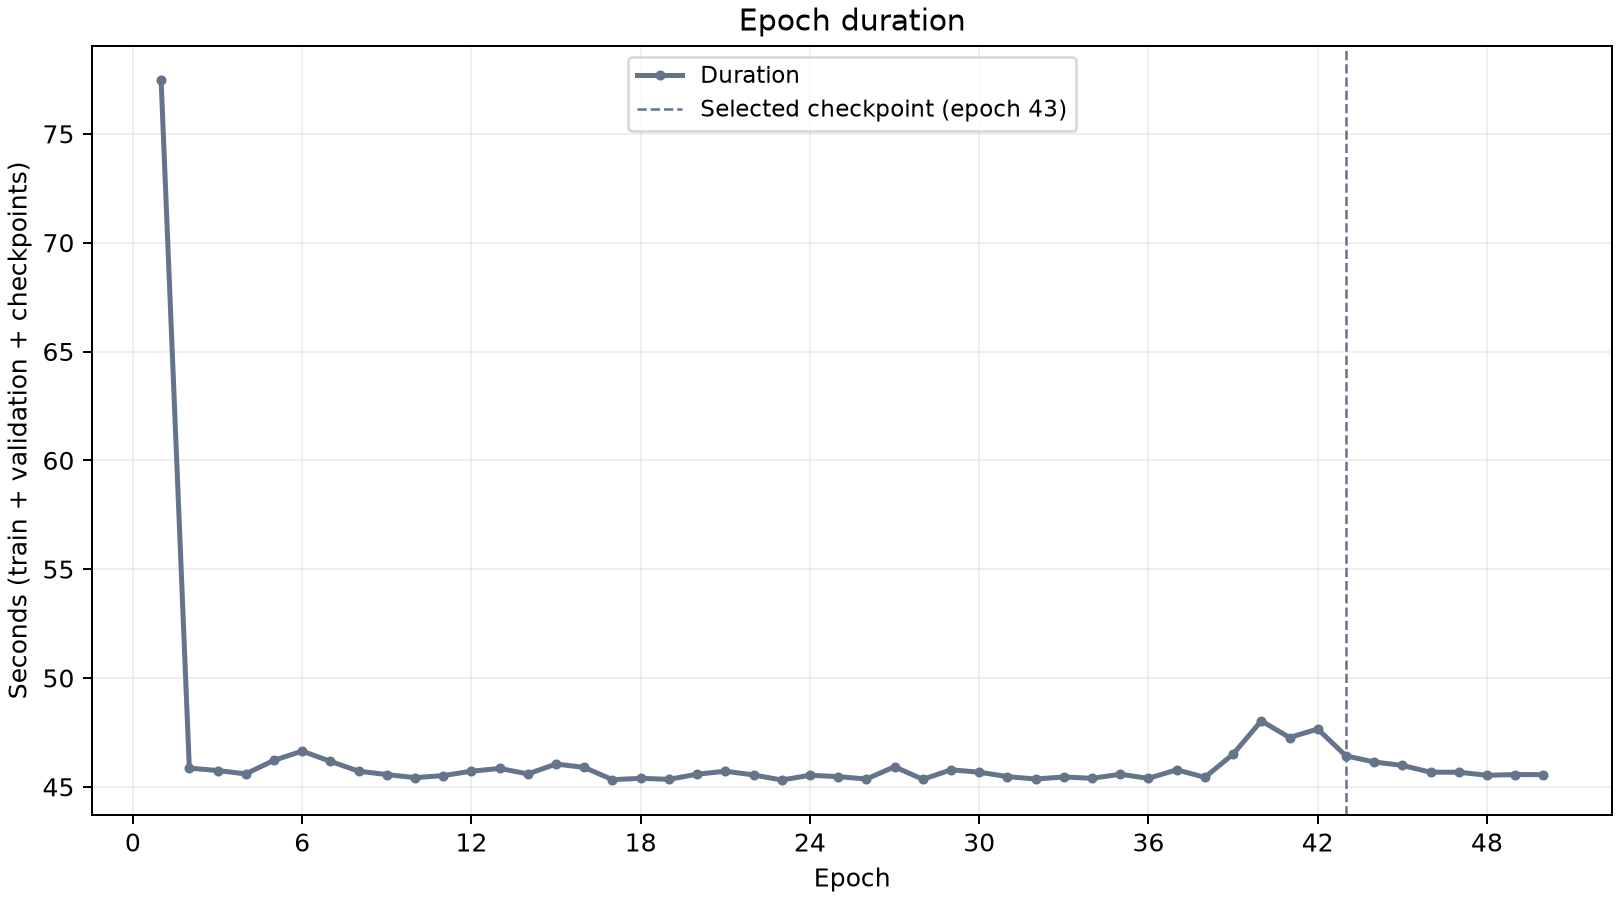 Epoch duration
Duration
Selected checkpoint (epoch 43)
Seconds (train + validation + checkpoints)
75
70
65
60
55
50
45
0 6 12 18 24 30 36 42 48
Epoch